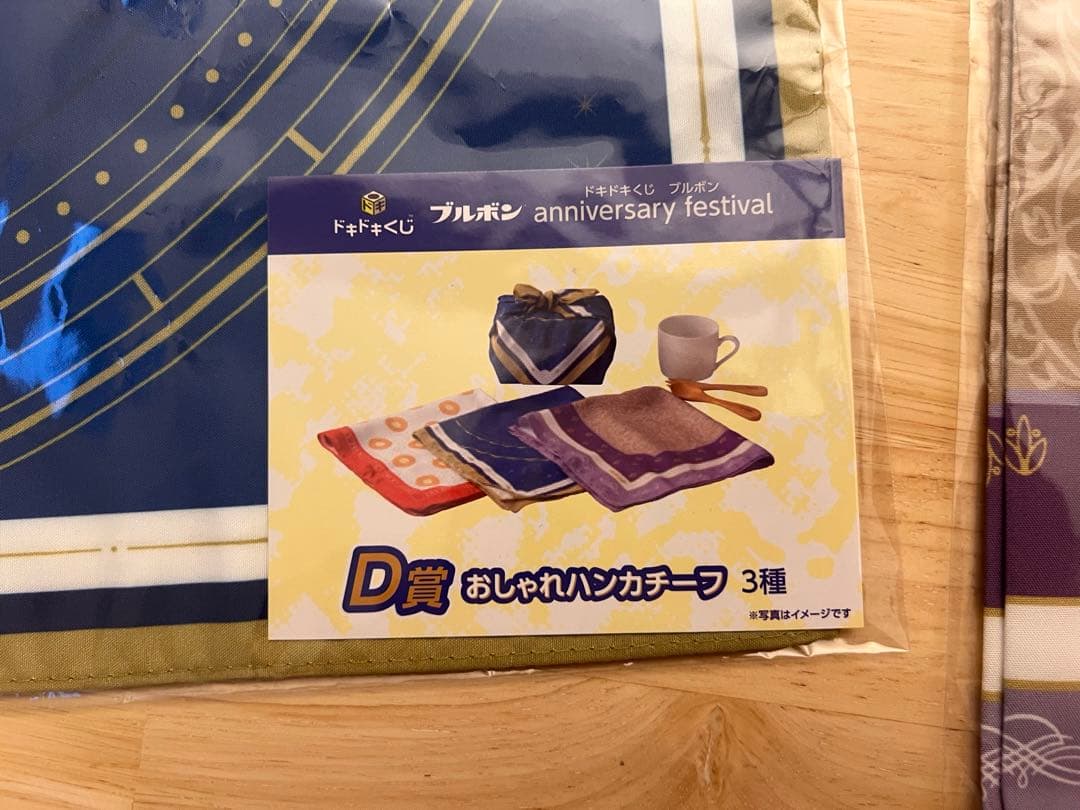 ドキドキくじ ブルボン
ドキドキくじ ブルボン anniversary festival
D賞 おしゃれハンカチーフ 3種
※写真はイメージです